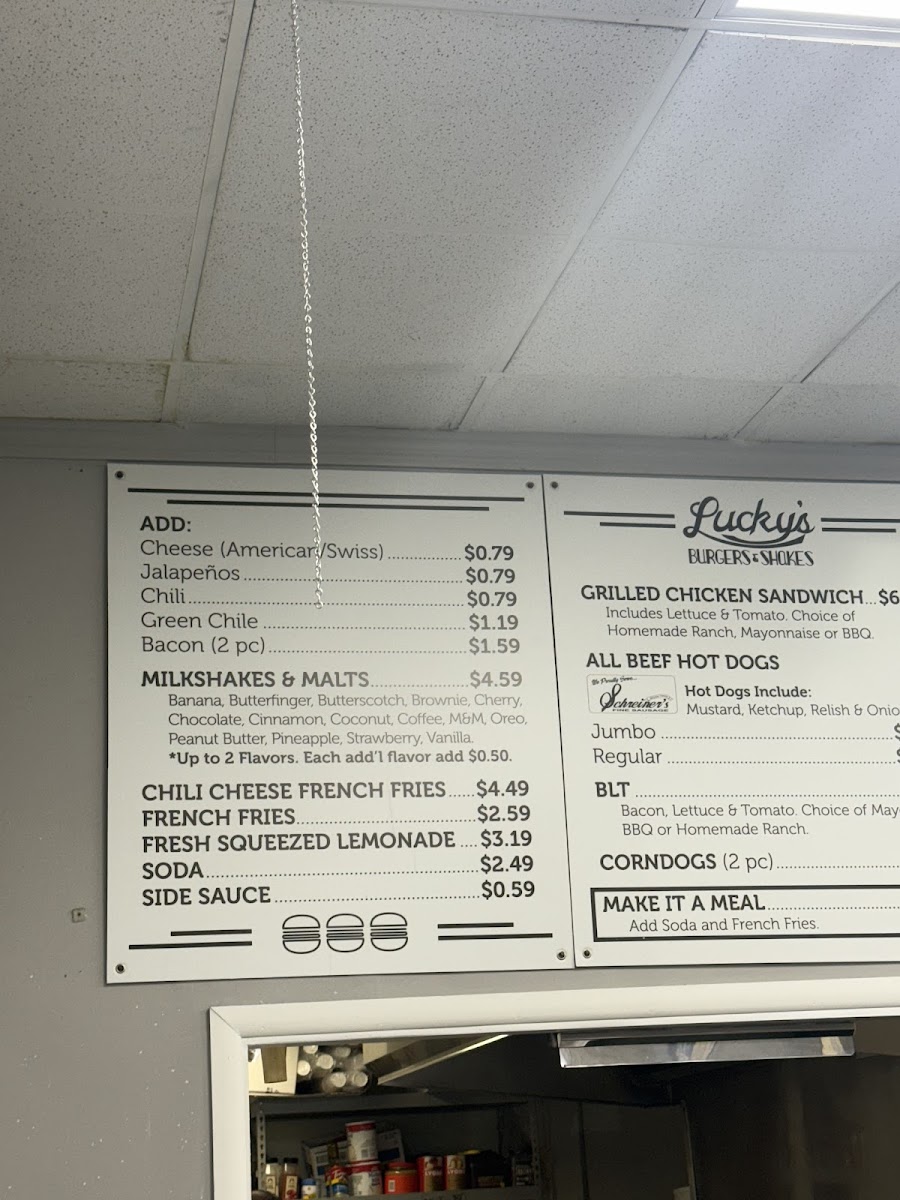 ADD:
Cheese (American/Swiss) $0.79
Jalapeños $0.79
Chili $0.79
Green Chile $1.19
Bacon (2 pc) $1.59
MILKSHAKES & MALTS $4.59
Banana, Butterfinger, Butterscotch, Brownie, Cherry,
Chocolate, Cinnamon, Coconut, Coffee, M&M, Oreo,
Peanut Butter, Pineapple, Strawberry, Vanilla.
*Up to 2 Flavors. Each add'l flavor add $0.50.
CHILI CHEESE FRENCH FRIES $4.49
FRENCH FRIES $2.59
FRESH SQUEEZED LEMONADE $3.19
SODA $2.49
SIDE SAUCE $0.59
Lucky's
BURGERS & SHAKES
GRILLED CHICKEN SANDWICH $6
Includes Lettuce & Tomato. Choice of
Homemade Ranch, Mayonnaise or BBQ.
ALL BEEF HOT DOGS
We Proudly Serve...
Schreiner's
FINE SAUSAGE
Hot Dogs Include:
Mustard, Ketchup, Relish & Onio
Jumbo $
Regular $
BLT
Bacon, Lettuce & Tomato. Choice of May
BBQ or Homemade Ranch.
CORNDOGS (2 pc)
MAKE IT A MEAL
Add Soda and French Fries.